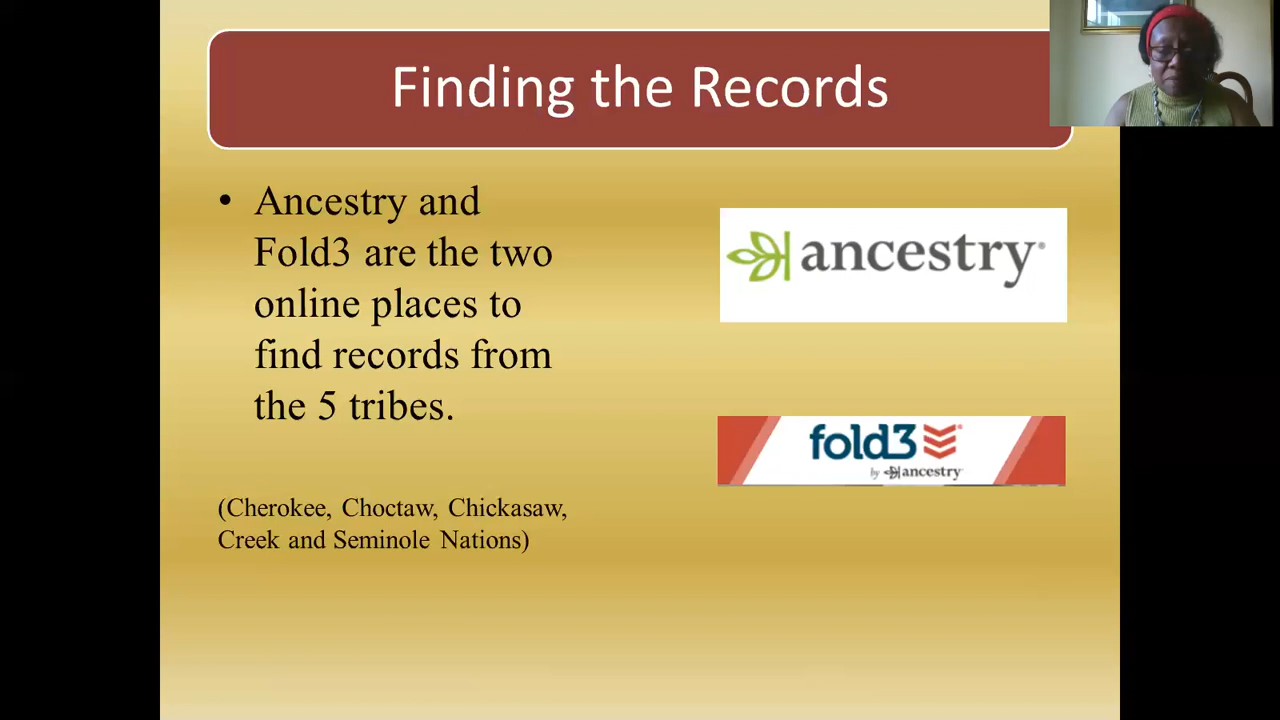 Finding the Records
• Ancestry and
Fold3 are the two
online places to
find records from
the 5 tribes.
(Cherokee, Choctaw, Chickasaw,
Creek and Seminole Nations)
ancestry®
fold3
by ancestry